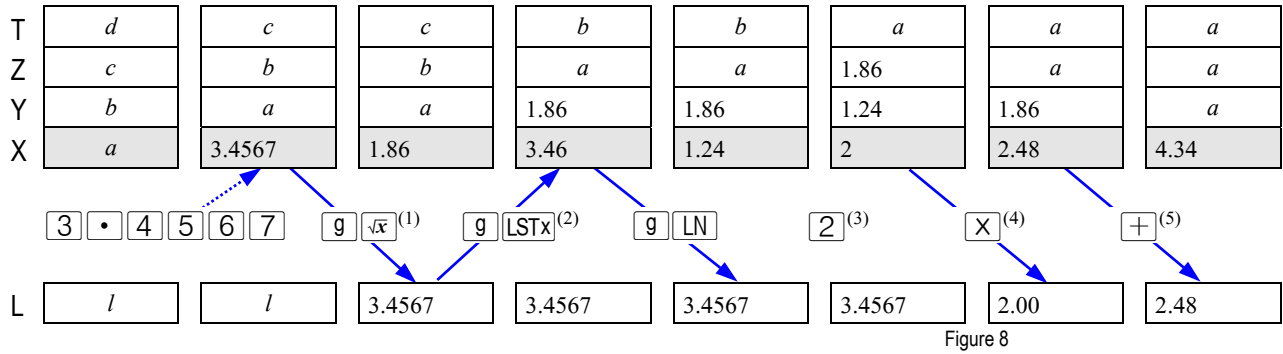 T d c c b b a a a
Z c b b a a 1.86 a a
Y b a a 1.86 1.86 1.24 1.86 a
X a 3.4567 1.86 3.46 1.24 2 2.48 4.34
3 • 4 5 6 7 g √x (1) g LSTx (2) g LN 2 (3) X (4) + (5)
L l l 3.4567 3.4567 3.4567 3.4567 2.00 2.48
Figure 8